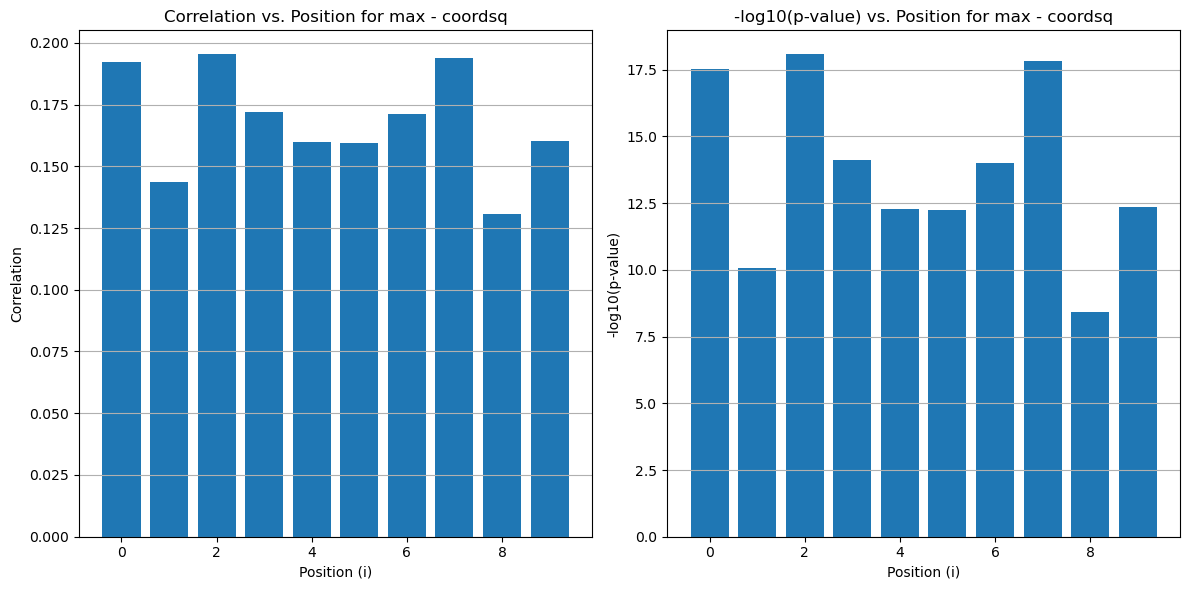 Correlation vs. Position for max - coordsq
0.200
0.175
0.150
0.125
0.100
0.075
0.050
0.025
0.000
Correlation
0 2 4 6 8
Position (i)
-log10(p-value) vs. Position for max - coordsq
17.5
15.0
12.5
10.0
7.5
5.0
2.5
0.0
-log10(p-value)
0 2 4 6 8
Position (i)